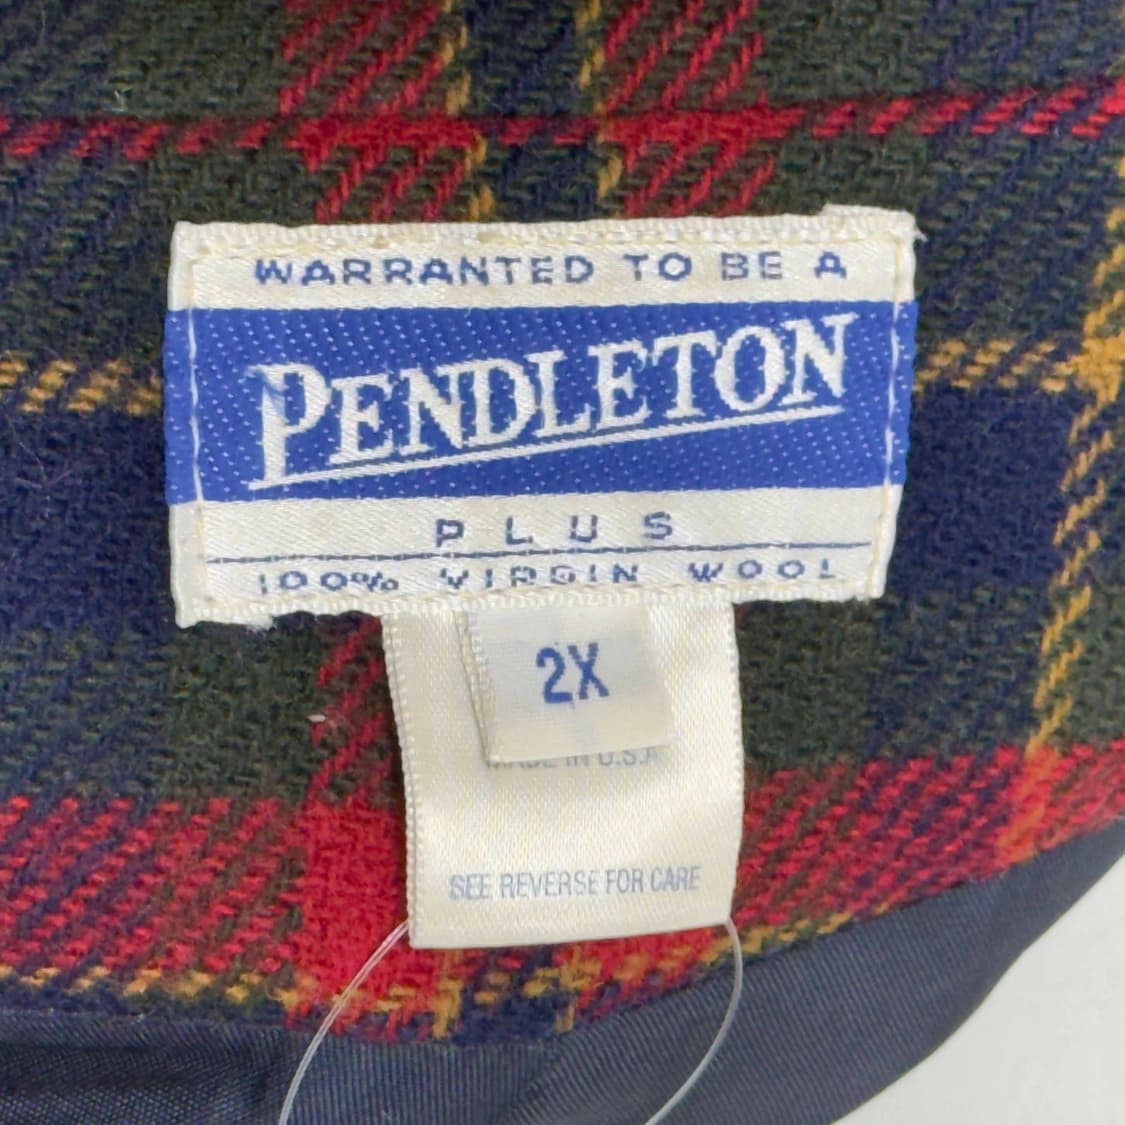 WARRANTED TO BE A
PENDLETON
PLUS
100% VIRGIN WOOL
2X
MADE IN U.S.A
SEE REVERSE FOR CARE